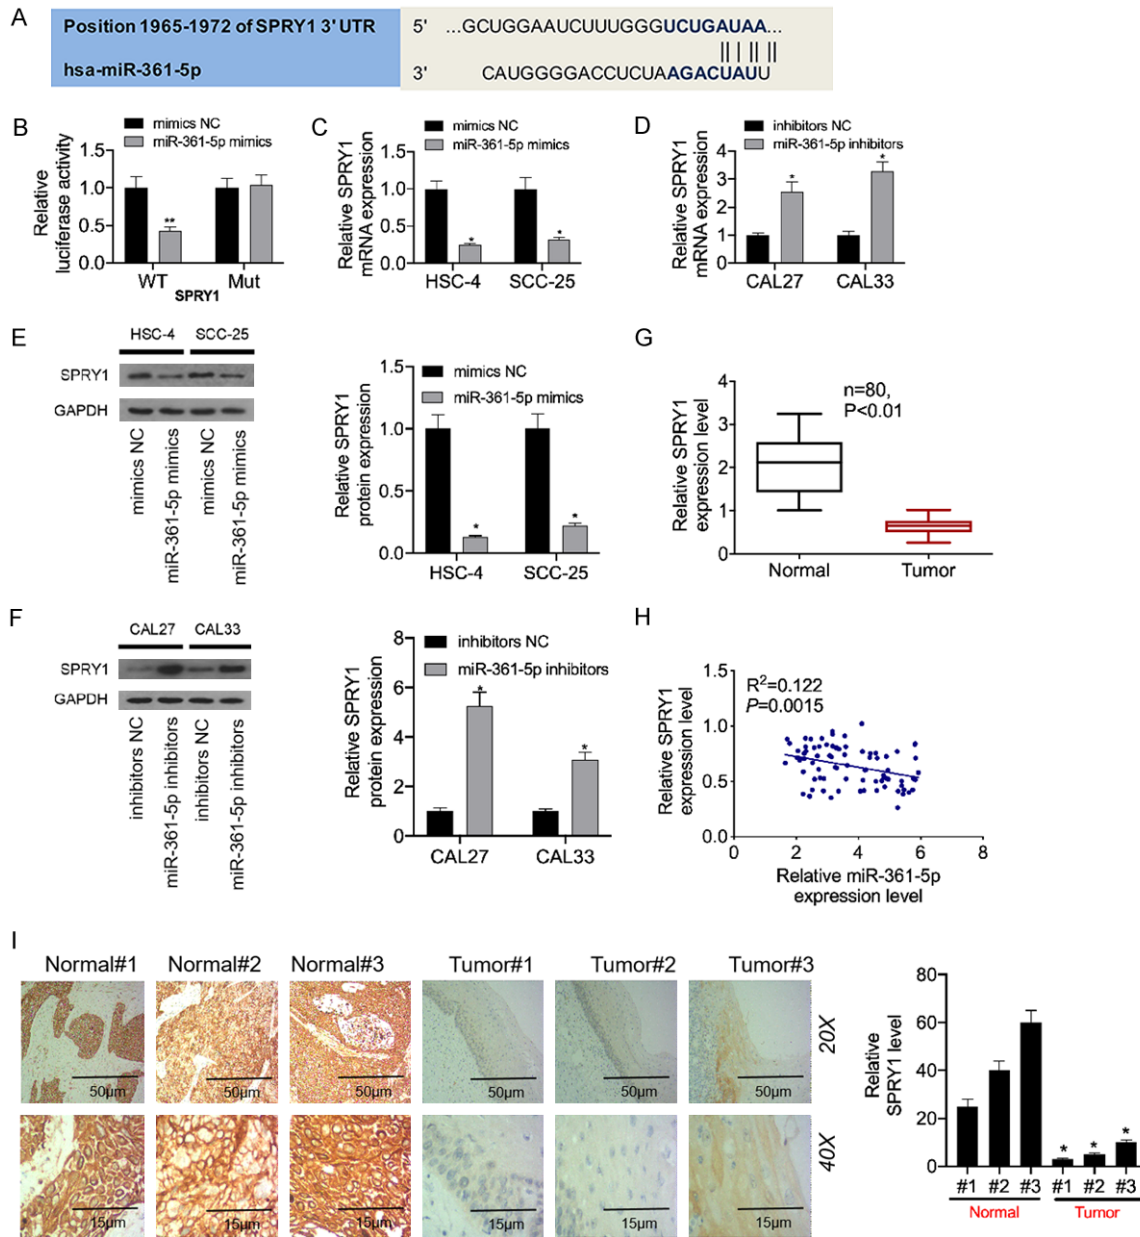 A
Position 1965-1972 of SPRY1 3' UTR
5' ...GCUGGAAUCUUUGGGUCUGAUAA...
hsa-miR-361-5p
3' CAUGGGGACCUCUAAGACUAUU
B
mimics NC
miR-361-5p mimics
Relative
luciferase activity
1.5
1.0
0.5
0.0
**
WT
Mut
SPRY1
C
mimics NC
miR-361-5p mimics
Relative SPRY1
mRNA expression
1.5
1.0
0.5
0.0
*
*
HSC-4
SCC-25
D
inhibitors NC
miR-361-5p inhibitors
Relative SPRY1
mRNA expression
4
3
2
1
0
*
*
CAL27
CAL33
E
HSC-4
SCC-25
SPRY1
GAPDH
mimics NC
miR-361-5p mimics
mimics NC
miR-361-5p mimics
Relative SPRY1
protein expression
1.5
1.0
0.5
0.0
mimics NC
miR-361-5p mimics
*
*
HSC-4
SCC-25
G
Relative SPRY1
expression level
4
3
2
1
0
n=80,
P<0.01
Normal
Tumor
F
CAL27
CAL33
SPRY1
GAPDH
inhibitors NC
miR-361-5p inhibitors
inhibitors NC
miR-361-5p inhibitors
Relative SPRY1
protein expression
8
6
4
2
0
inhibitors NC
miR-361-5p inhibitors
*
*
CAL27
CAL33
H
Relative SPRY1
expression level
1.5
1.0
0.5
0.0
R²=0.122
P=0.0015
0
2
4
6
8
Relative miR-361-5p
expression level
I
Normal#1
Normal#2
Normal#3
Tumor#1
Tumor#2
Tumor#3
50μm
50μm
50μm
50μm
50μm
50μm
20X
15μm
15μm
15μm
15μm
15μm
15μm
40X
Relative
SPRY1 level
80
60
40
20
0
*
*
*
#1
#2
#3
#1
#2
#3
Normal
Tumor